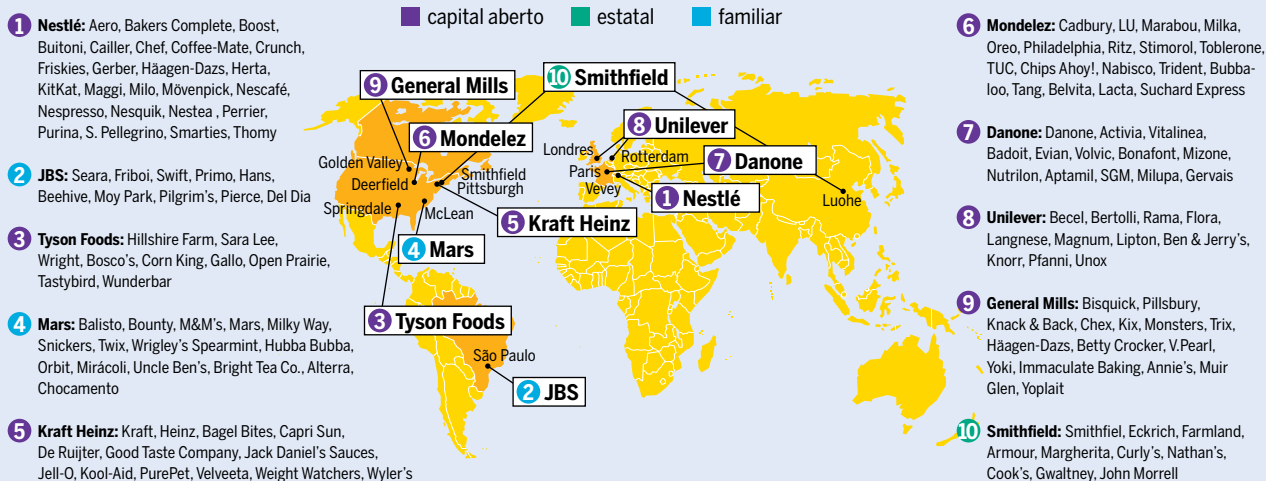 capital aberto
estatal
familiar
1 Nestlé: Aero, Bakers Complete, Boost,
Buitoni, Cailler, Chef, Coffee-Mate, Crunch,
Friskies, Gerber, Häagen-Dazs, Herta,
KitKat, Maggi, Milo, Mövenpick, Nescafé,
Nespresso, Nesquik, Nestea , Perrier,
Purina, S. Pellegrino, Smarties, Thomy
2 JBS: Seara, Friboi, Swift, Primo, Hans,
Beehive, Moy Park, Pilgrim's, Pierce, Del Dia
3 Tyson Foods: Hillshire Farm, Sara Lee,
Wright, Bosco's, Corn King, Gallo, Open Prairie,
Tastybird, Wunderbar
4 Mars: Balisto, Bounty, M&M's, Mars, Milky Way,
Snickers, Twix, Wrigley's Spearmint, Hubba Bubba,
Orbit, Mirácoli, Uncle Ben's, Bright Tea Co., Alterra,
Chocamento
5 Kraft Heinz: Kraft, Heinz, Bagel Bites, Capri Sun,
De Ruijter, Good Taste Company, Jack Daniel's Sauces,
Jell-O, Kool-Aid, PurePet, Velveeta, Weight Watchers, Wyler's
9 General Mills
10 Smithfield
6 Mondelez
8 Unilever
Londres
Rotterdam
Golden Valley
7 Danone
Paris
Smithfield
Deerfield
Pittsburgh
Vevey
1 Nestlé
Luohe
Springdale
McLean
5 Kraft Heinz
4 Mars
3 Tyson Foods
São Paulo
2 JBS
6 Mondelez: Cadbury, LU, Marabou, Milka,
Oreo, Philadelphia, Ritz, Stimorol, Toblerone,
TUC, Chips Ahoy!, Nabisco, Trident, Bubba-
loo, Tang, Belvita, Lacta, Suchard Express
7 Danone: Danone, Activia, Vitalinea,
Badoit, Evian, Volvic, Bonafont, Mizone,
Nutrilon, Aptamil, SGM, Milupa, Gervais
8 Unilever: Becel, Bertolli, Rama, Flora,
Langnese, Magnum, Lipton, Ben & Jerry's,
Knorr, Pfanni, Unox
9 General Mills: Bisquick, Pillsbury,
Knack & Back, Chex, Kix, Monsters, Trix,
Häagen-Dazs, Betty Crocker, V.Pearl,
Yoki, Immaculate Baking, Annie's, Muir
Glen, Yoplait
10 Smithfield: Smithfiel, Eckrich, Farmland,
Armour, Margherita, Curly's, Nathan's,
Cook's, Gwaltney, John Morrell